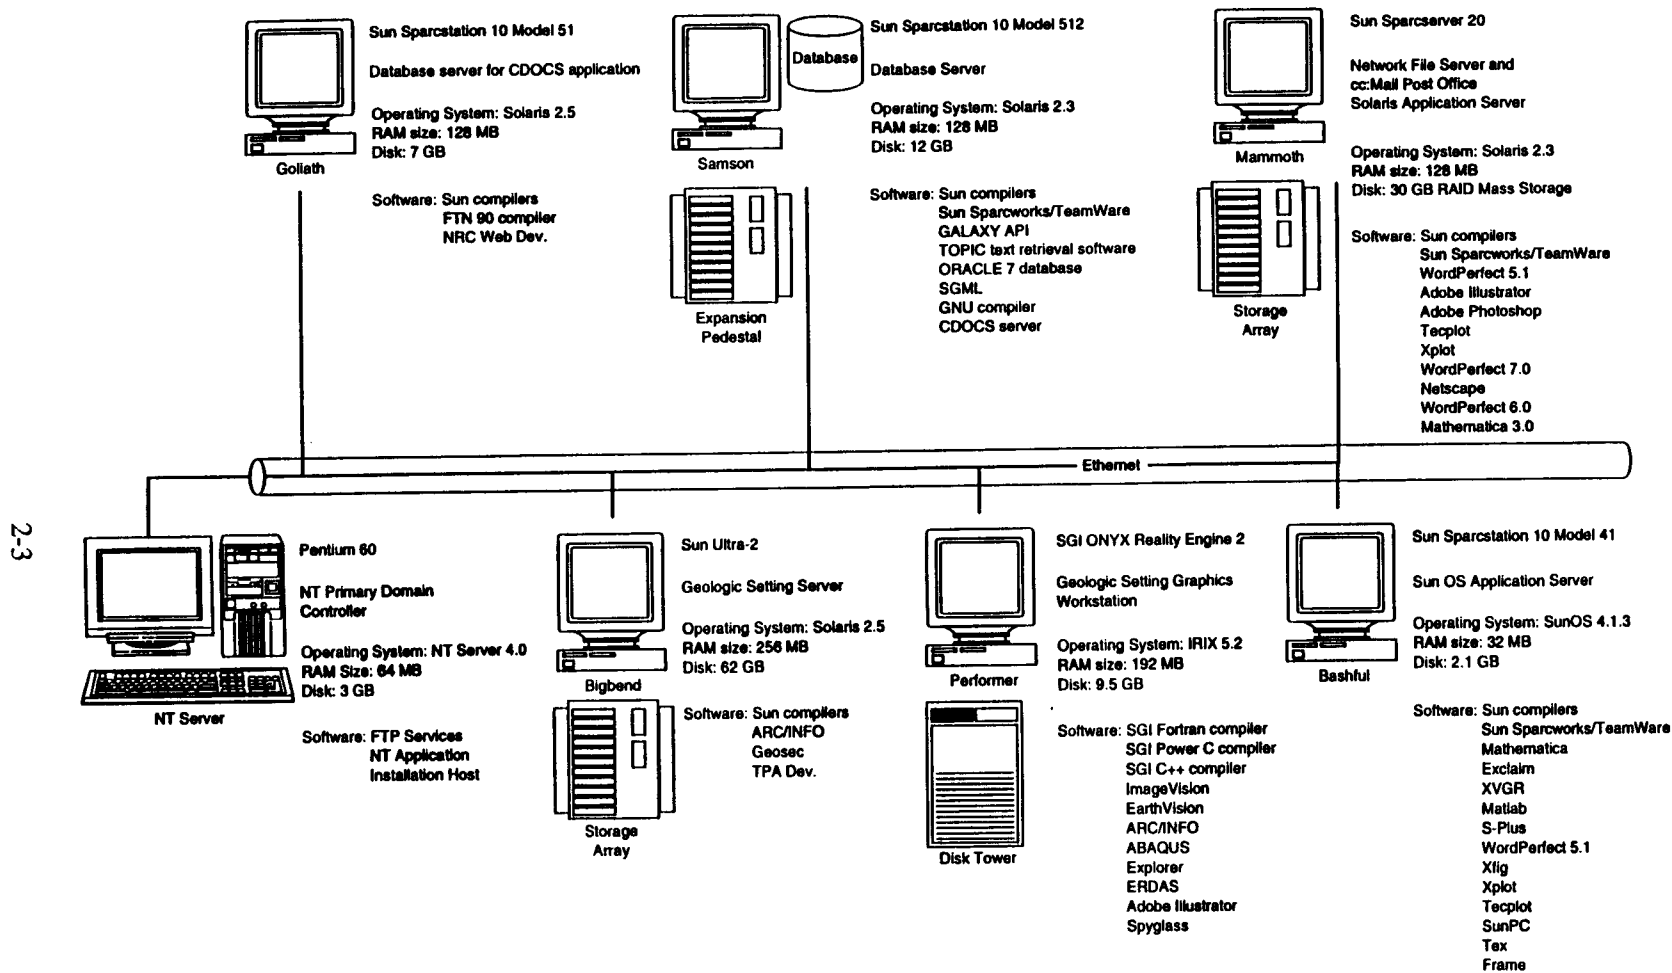 Sun Sparcstation 10 Model 51
Database server for CDOCS application
Operating System: Solaris 2.5
RAM size: 128 MB
Disk: 7 GB
Goliath
Software: Sun compilers
FTN 90 compiler
NRC Web Dev.
Database
Sun Sparcstation 10 Model 512
Database Server
Operating System: Solaris 2.3
RAM size: 128 MB
Disk: 12 GB
Samson
Software: Sun compilers
Sun Sparcworks/TeamWare
GALAXY API
TOPIC text retrieval software
ORACLE 7 database
SGML
GNU compiler
CDOCS server
Expansion
Pedestal
Sun Sparcserver 20
Network File Server and
cc:Mail Post Office
Solaris Application Server
Mammoth
Operating System: Solaris 2.3
RAM size: 128 MB
Disk: 30 GB RAID Mass Storage
Software: Sun compilers
Sun Sparcworks/TeamWare
WordPerfect 5.1
Adobe Illustrator
Adobe Photoshop
Tecplot
Xplot
WordPerfect 7.0
Netscape
WordPerfect 6.0
Mathematica 3.0
Storage
Array
Ethernet
2-3
Pentium 60
NT Primary Domain
Controller
Operating System: NT Server 4.0
RAM Size: 64 MB
Disk: 3 GB
NT Server
Software: FTP Services
NT Application
Installation Host
Sun Ultra-2
Geologic Setting Server
Operating System: Solaris 2.5
RAM size: 256 MB
Disk: 62 GB
Bigbend
Software: Sun compilers
ARC/INFO
Geosec
TPA Dev.
Storage
Array
SGI ONYX Reality Engine 2
Geologic Setting Graphics
Workstation
Operating System: IRIX 5.2
RAM size: 192 MB
Disk: 9.5 GB
Performer
Software: SGI Fortran compiler
SGI Power C compiler
SGI C++ compiler
ImageVision
EarthVision
ARC/INFO
ABAQUS
Explorer
ERDAS
Adobe Illustrator
Spyglass
Disk Tower
Sun Sparcstation 10 Model 41
Sun OS Application Server
Operating System: SunOS 4.1.3
RAM size: 32 MB
Disk: 2.1 GB
Bashful
Software: Sun compilers
Sun Sparcworks/TeamWare
Mathematica
Exclaim
XVGR
Matlab
S-Plus
WordPerfect 5.1
Xfig
Xplot
Tecplot
SunPC
Tex
Frame